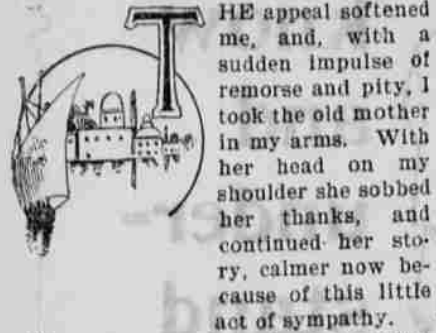 THE appeal softened
me, and, with a
sudden impulse of
remorse and pity, I
took the old mother
in my arms. With
her head on my
shoulder she sobbed
her thanks, and
continued her sto-
ry, calmer now be-
cause of this little
act of sympathy.